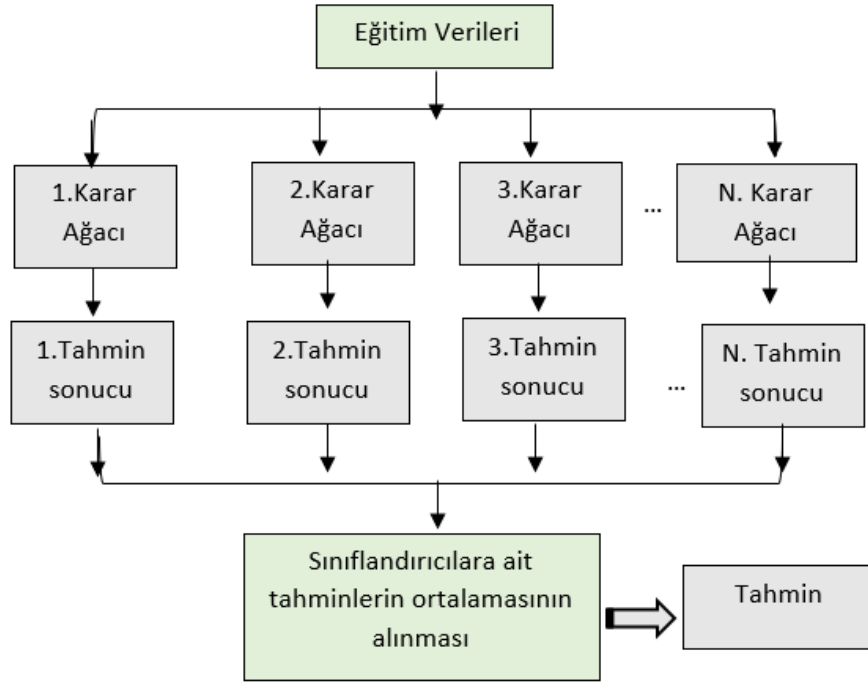 Eğitim Verileri
1.Karar
Ağacı
2.Karar
Ağacı
3.Karar
Ağacı
...
N. Karar
Ağacı
1.Tahmin
sonucu
2.Tahmin
sonucu
3.Tahmin
sonucu
...
N. Tahmin
sonucu
Sınıflandırıcılara ait
tahminlerin ortalamasının
alınması
Tahmin